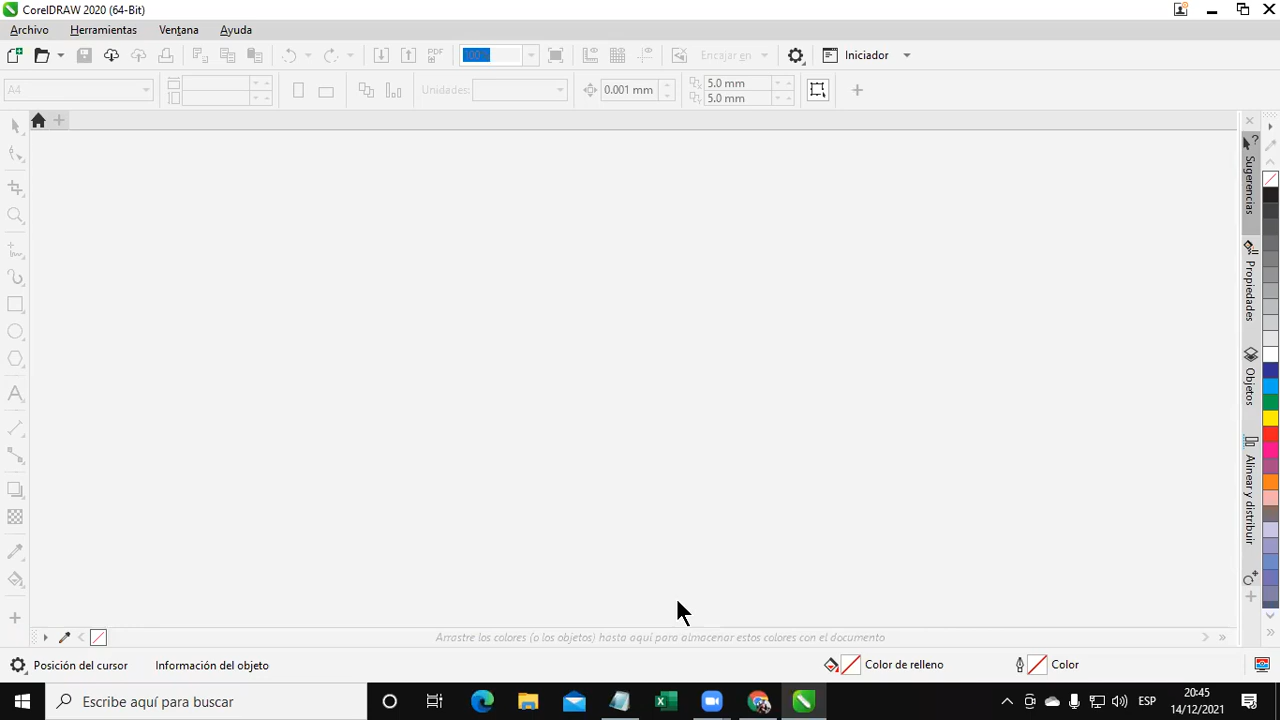 CorelDRAW 2020 (64-Bit)
Archivo Herramientas Ventana Ayuda
PDF 100% Encajar en Iniciador
A4 Unidades: 0.001 mm 5.0 mm
5.0 mm
Sugerencias
Propiedades
Objetos
Alinear y distribuir
Arrastre los colores (o los objetos) hasta aquí para almacenar estos colores con el documento
Posición del cursor Información del objeto Color de relleno Color
Escribe aquí para buscar ESP 20:45
14/12/2021